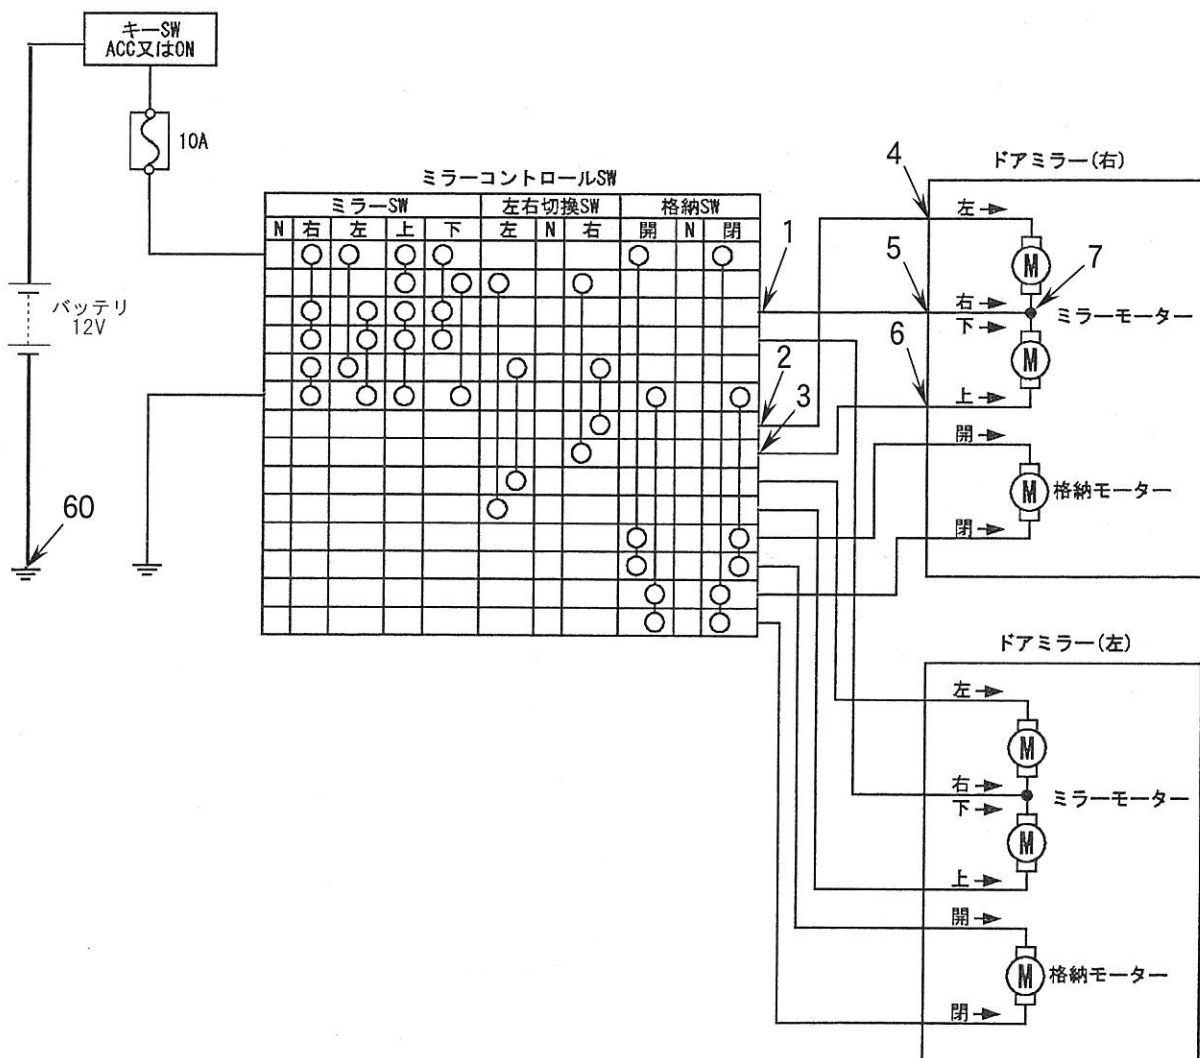 キーSW
ACC又はON
10A
バッテリ
12V
60
ミラーコントロールSW
ミラーSW 左右切換SW 格納SW
N 右 左 上 下 左 N 右 開 N 閉
1
2
3
4
5
6
7
ドアミラー(右)
左
M
右
下
ミラーモーター
M
上
開
M
格納モーター
閉
ドアミラー(左)
左
M
右
下
ミラーモーター
M
上
開
M
格納モーター
閉